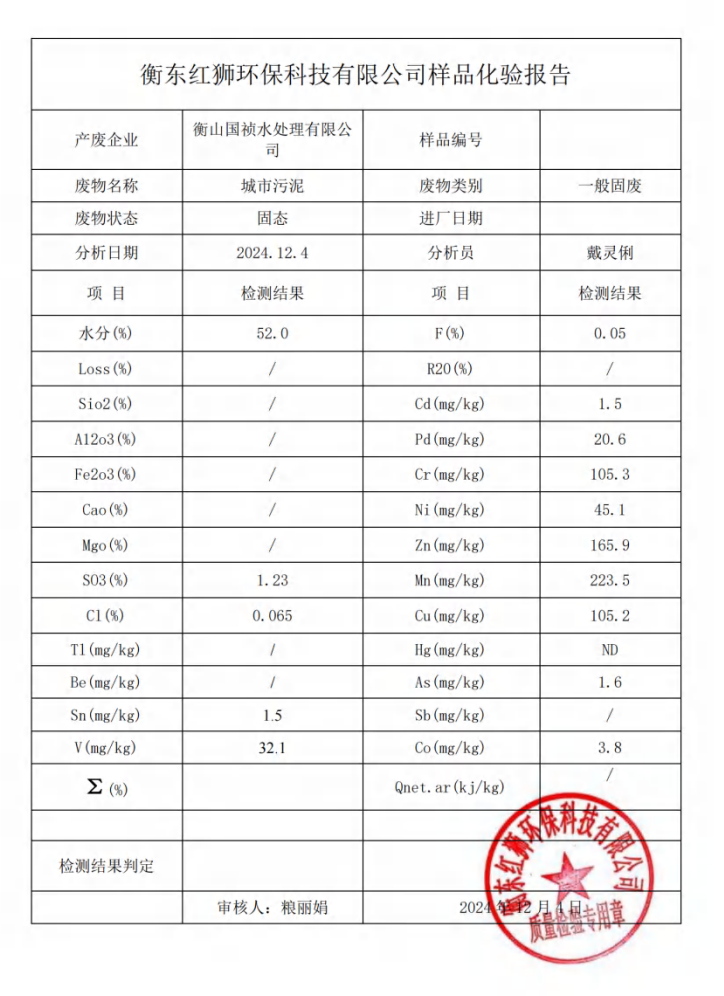 衡东红狮环保科技有限公司样品化验报告
产废企业 衡山国祯水处理有限公司 样品编号
废物名称 城市污泥 废物类别 一般固废
废物状态 固态 进厂日期
分析日期 2024.12.4 分析员 戴灵俐
项 目 检测结果 项 目 检测结果
水分(%) 52.0 F(%) 0.05
Loss(%) / R2O(%) /
Sio2(%) / Cd(mg/kg) 1.5
Al2o3(%) / Pd(mg/kg) 20.6
Fe2o3(%) / Cr(mg/kg) 105.3
Cao(%) / Ni(mg/kg) 45.1
Mgo(%) / Zn(mg/kg) 165.9
SO3(%) 1.23 Mn(mg/kg) 223.5
Cl(%) 0.065 Cu(mg/kg) 105.2
Tl(mg/kg) / Hg(mg/kg) ND
Be(mg/kg) / As(mg/kg) 1.6
Sn(mg/kg) 1.5 Sb(mg/kg) /
V(mg/kg) 32.1 Co(mg/kg) 3.8
Σ (%) Qnet.ar(kj/kg) /
检测结果判定
审核人: 粮丽娟 2024 年 12 月 4 日
衡东红狮环保科技有限公司
质量检验专用章